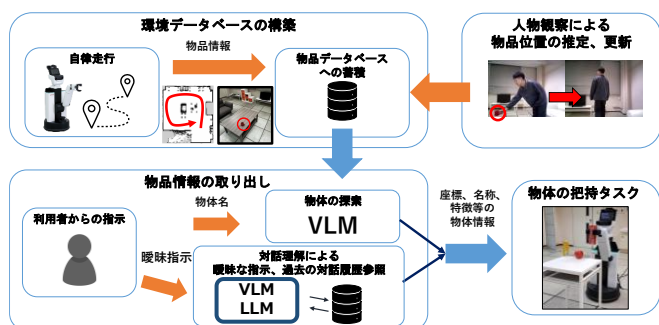 環境データベースの構築
自律走行
物品情報
物品データベース
への蓄積
人物観察による
物品位置の推定、更新
物品情報の取り出し
利用者からの指示
物体名
物体の探索
VLM
曖昧指示
対話理解による
曖昧な指示、過去の対話履歴参照
VLM
LLM
座標、名称、
特徴等の
物体情報
物体の把持タスク